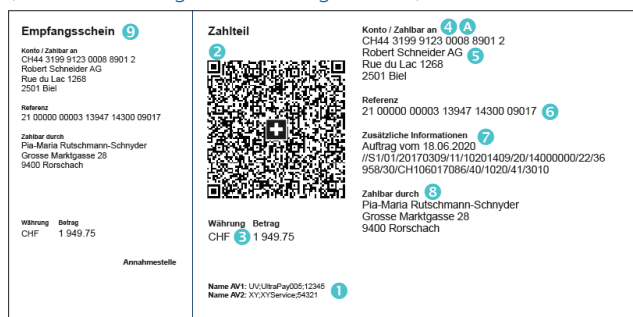 Empfangsschein 9
Konto / Zahlbar an
CH44 3199 9123 0008 8901 2
Robert Schneider AG
Rue du Lac 1268
2501 Biel
Referenz
21 00000 00003 13947 14300 09017
Zahlbar durch
Pia-Maria Rutschmann-Schnyder
Grosse Marktgasse 28
9400 Rorschach
Währung Betrag
CHF 1 949.75
Annahmestelle
Zahlteil
2
Währung Betrag
CHF 3 1 949.75
Name AV1: UV;UltraPay005;12345
Name AV2: XY;XYService;54321
1
Konto / Zahlbar an 4 A
CH44 3199 9123 0008 8901 2
Robert Schneider AG 5
Rue du Lac 1268
2501 Biel
Referenz
21 00000 00003 13947 14300 09017 6
Zusätzliche Informationen 7
Auftrag vom 18.06.2020
//S1/01/20170309/11/10201409/20/14000000/22/36
958/30/CH106017086/40/1020/41/3010
Zahlbar durch 8
Pia-Maria Rutschmann-Schnyder
Grosse Marktgasse 28
9400 Rorschach